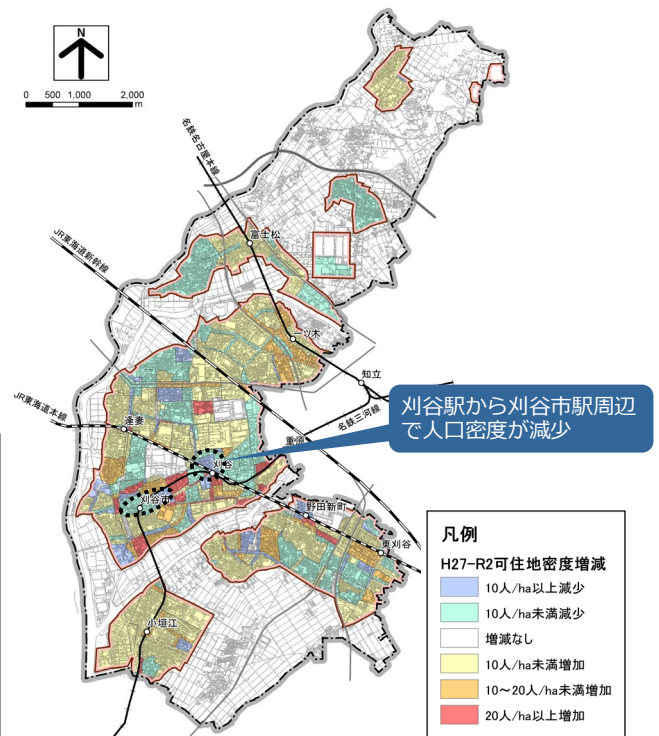 N
0 500 1,000 2,000
m
名鉄名古屋本線
富士松
JR東海道新幹線
一ツ木
知立
名鉄三河線
JR東海道本線
逢妻
重原
刈谷
刈谷駅から刈谷市駅周辺
で人口密度が減少
刈谷市
野田新町
東刈谷
小垣江
凡例
H27-R2可住地密度増減
10人/ha以上減少
10人/ha未満減少
増減なし
10人/ha未満増加
10～20人/ha未満増加
20人/ha以上増加